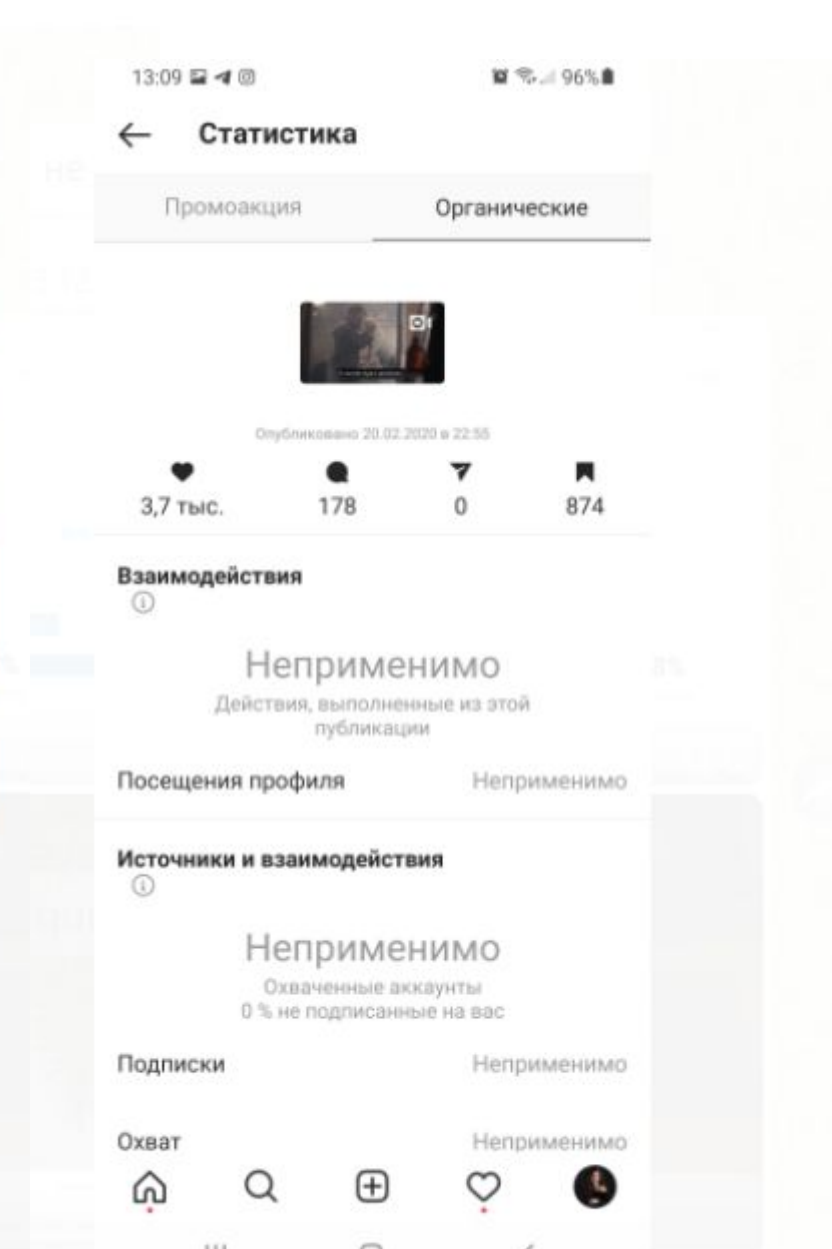 13:09
96%
Статистика
Промоакция
Органические
Опубликовано 20.02.2020 в 22:55
3,7 тыс.
178
0
874
Взаимодействия
Неприменимо
Действия, выполненные из этой
публикации
Посещения профиля
Неприменимо
Источники и взаимодействия
Неприменимо
Охваченные аккаунты
0 % не подписанные на вас
Подписки
Неприменимо
Охват
Неприменимо